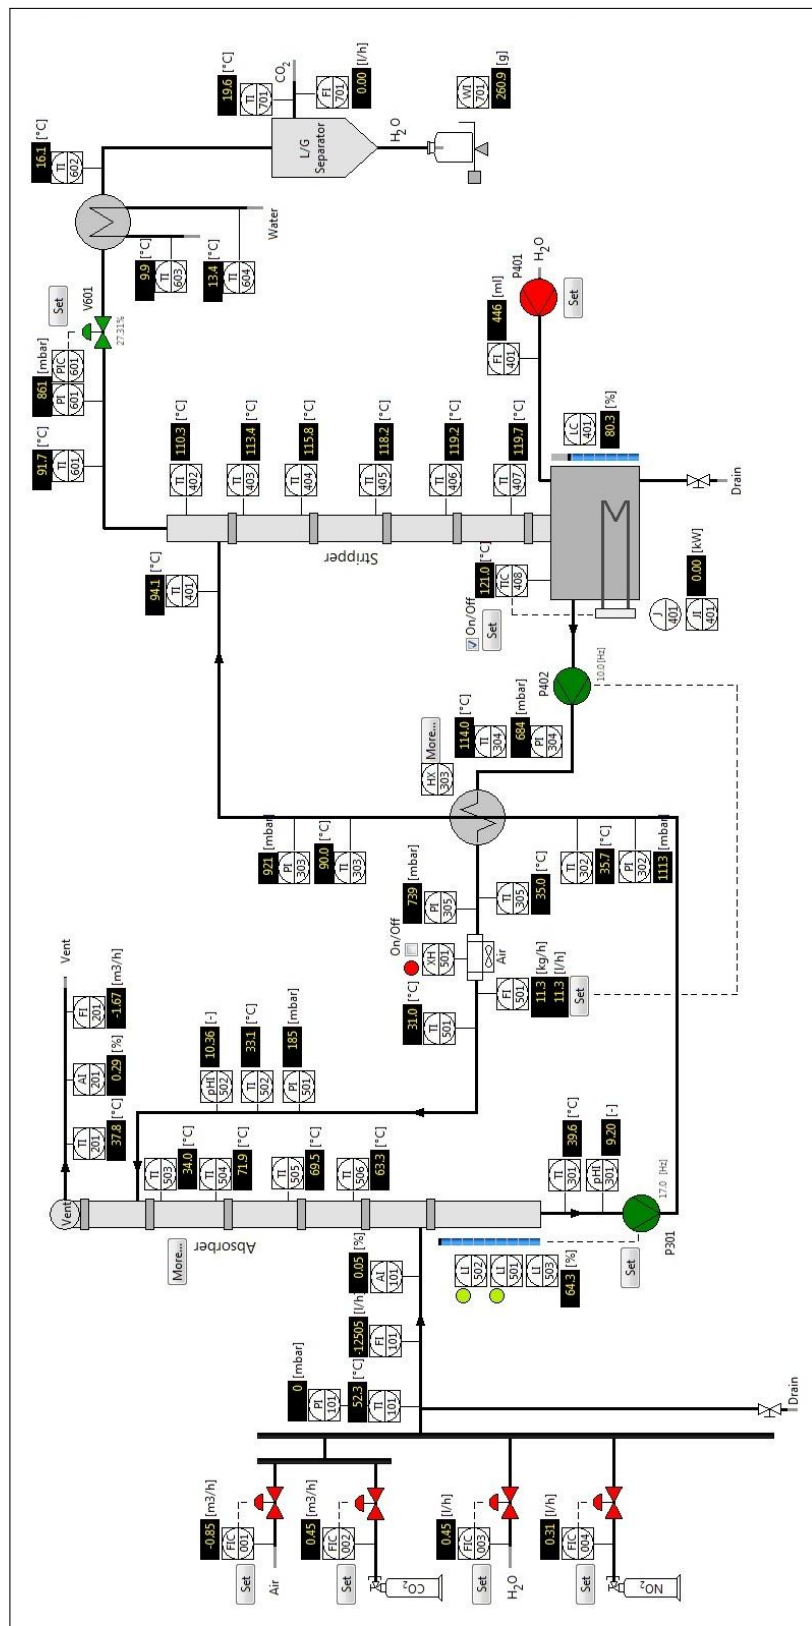 Air
FIC
001
-0.85 [m3/h]
Set
CO2
FIC
002
0.45 [m3/h]
Set
H2O
FIC
003
0.45 [l/h]
Set
NO2
FIC
004
0.31 [l/h]
Set
PI
101
0 [mbar]
TI
101
52.3 [°C]
FI
101
-12505 [l/h]
AI
101
0.05 [%]
Drain
Absorber
More...
Vent
TI
201
37.8 [°C]
AI
201
0.29 [%]
FI
201
-1.67 [m3/h]
Vent
TI
503
34.0 [°C]
TI
504
71.9 [°C]
TI
505
69.5 [°C]
TI
506
63.3 [°C]
pHI
502
10.36 [-]
TI
502
33.1 [°C]
PI
501
185 [mbar]
LI
502
LI
501
LI
503
64.3 [%]
Set
P301
17.0 [Hz]
TI
301
39.6 [°C]
pHI
301
9.20 [-]
TI
501
31.0 [°C]
On/Off
XH
501
Air
FI
501
11.3 [kg/h]
11.3 [l/h]
Set
PI
305
739 [mbar]
TI
305
35.0 [°C]
PI
303
921 [mbar]
TI
303
90.0 [°C]
TI
302
35.7 [°C]
PI
302
1113 [mbar]
HX
303
More...
TI
304
114.0 [°C]
PI
304
684 [mbar]
P402
10.0 [Hz]
TI
401
94.1 [°C]
Stripper
TI
402
110.3 [°C]
TI
403
113.4 [°C]
TI
404
115.8 [°C]
TI
405
118.2 [°C]
TI
406
119.2 [°C]
TI
407
119.7 [°C]
On/Off
Set
TIC
408
121.0 [°C]
J
401
JI
401
0.00 [kW]
LC
401
80.3 [%]
Drain
FI
401
446 [ml]
P401
H2O
Set
TI
601
91.7 [°C]
PI
601
PIC
601
861 [mbar]
Set
V601
27.31%
TI
603
9.9 [°C]
TI
604
13.4 [°C]
Water
TI
602
16.1 [°C]
L/G
Separator
TI
701
19.6 [°C]
CO2
FI
701
0.00 [l/h]
H2O
WI
701
260.9 [g]